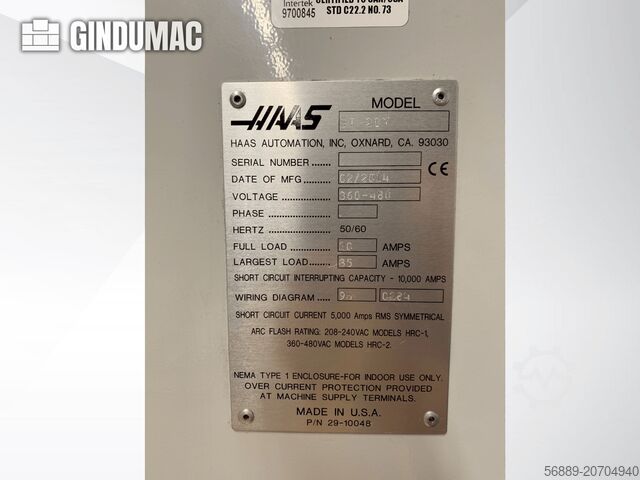 GINDUMAC
Intertek CERTIFIED TO CAN/CSA
9700845 STD C22.2 NO. 73
HAAS MODEL
HAAS AUTOMATION, INC, OXNARD, CA. 93030
SERIAL NUMBER .......
DATE OF MFG ..........
CE
VOLTAGE .............. 360-480
PHASE ................
HERTZ ................... 50/60
FULL LOAD .............. AMPS
LARGEST LOAD ........ AMPS
SHORT CIRCUIT INTERRUPTING CAPACITY - 10,000 AMPS
WIRING DIAGRAM .....
SHORT CIRCUIT CURRENT 5,000 Amps RMS SYMMETRICAL
ARC FLASH RATING: 208-240VAC MODELS HRC-1,
360-480VAC MODELS HRC-2.
NEMA TYPE 1 ENCLOSURE-FOR INDOOR USE ONLY.
OVER CURRENT PROTECTION PROVIDED
AT MACHINE SUPPLY TERMINALS.
MADE IN U.S.A.
P/N 29-10048
56889-20704940